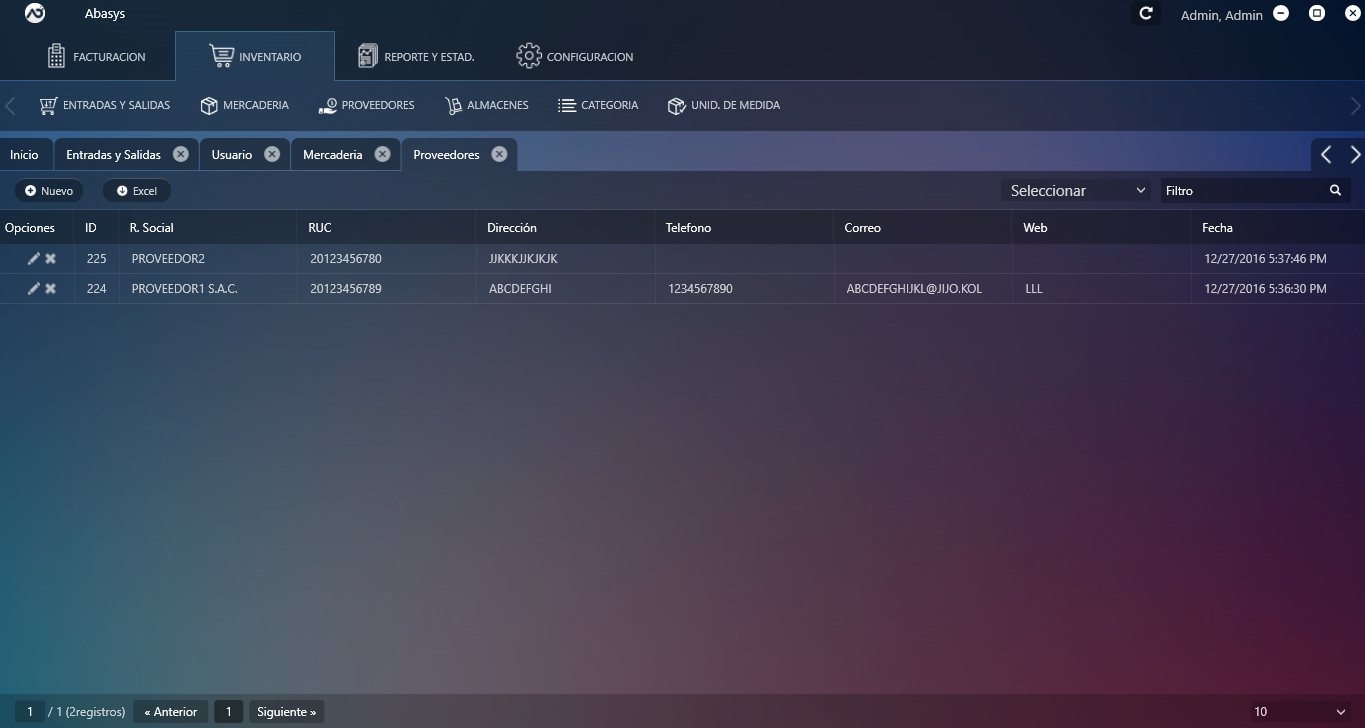 Abasys Admin, Admin
FACTURACION INVENTARIO REPORTE Y ESTAD. CONFIGURACION
ENTRADAS Y SALIDAS MERCADERIA PROVEEDORES ALMACENES CATEGORIA UNID. DE MEDIDA
Inicio Entradas y Salidas Usuario Mercaderia Proveedores
Nuevo Excel Seleccionar Filtro
Opciones ID R. Social RUC Dirección Telefono Correo Web Fecha
225 PROVEEDOR2 20123456780 JJKKKJJKJKJK 12/27/2016 5:37:46 PM
224 PROVEEDOR1 S.A.C. 20123456789 ABCDEFGHI 1234567890 ABCDEFGHIJKL@JIJO.KOL LLL 12/27/2016 5:36:30 PM
1 / 1 (2registros) « Anterior 1 Siguiente » 10